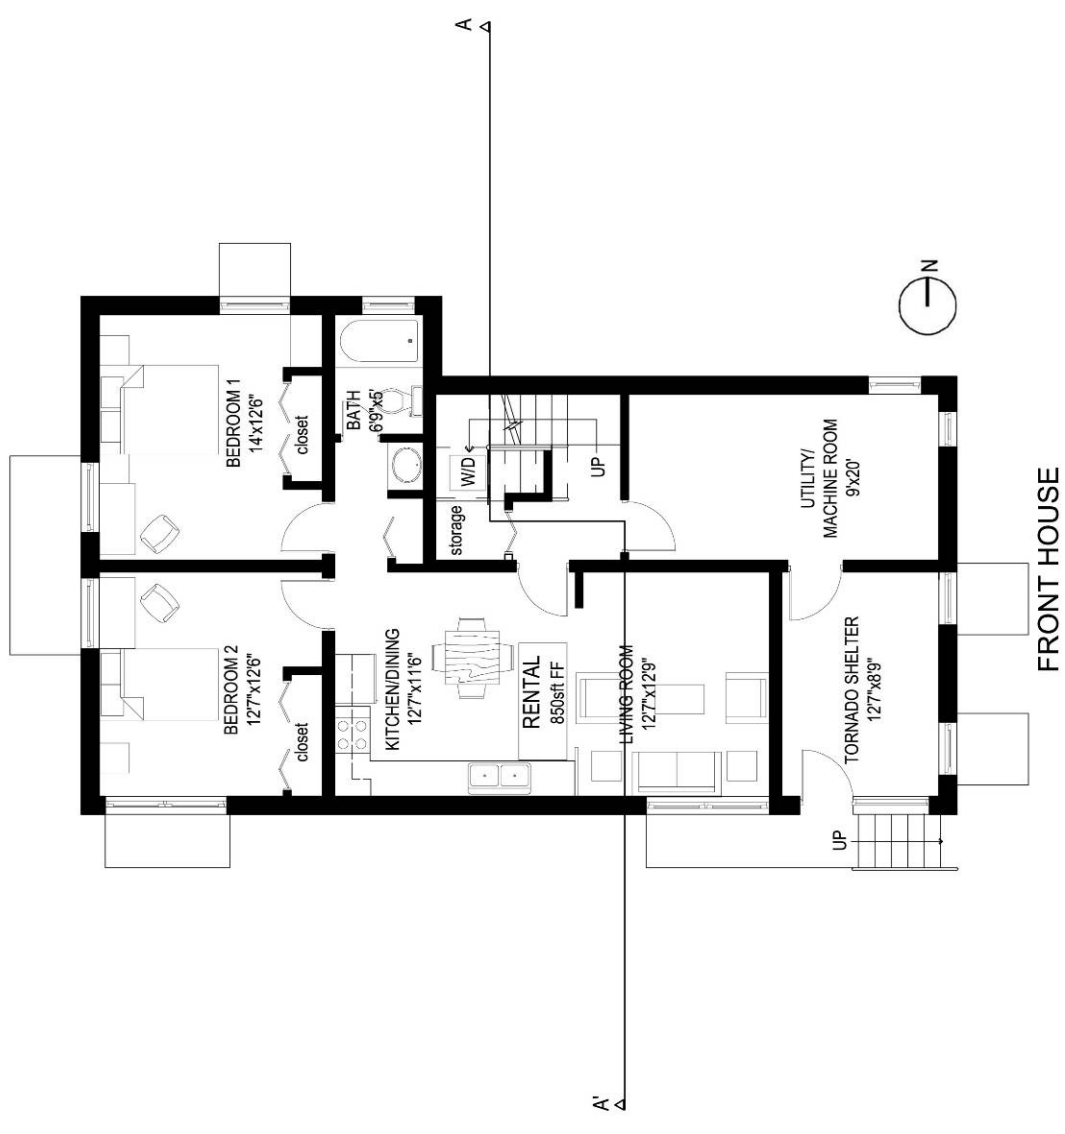 A
N
BEDROOM 1
14'x12'6"
closet
BATH
6'9"x5'
W/D
UP
storage
UTILITY/
MACHINE ROOM
9'x20'
FRONT HOUSE
BEDROOM 2
12'7"x12'6"
closet
KITCHEN/DINING
12'7"x11'6"
RENTAL
850sft FF
LIVING ROOM
12'7"x12'9"
TORNADO SHELTER
12'7"x8'9"
UP
A'